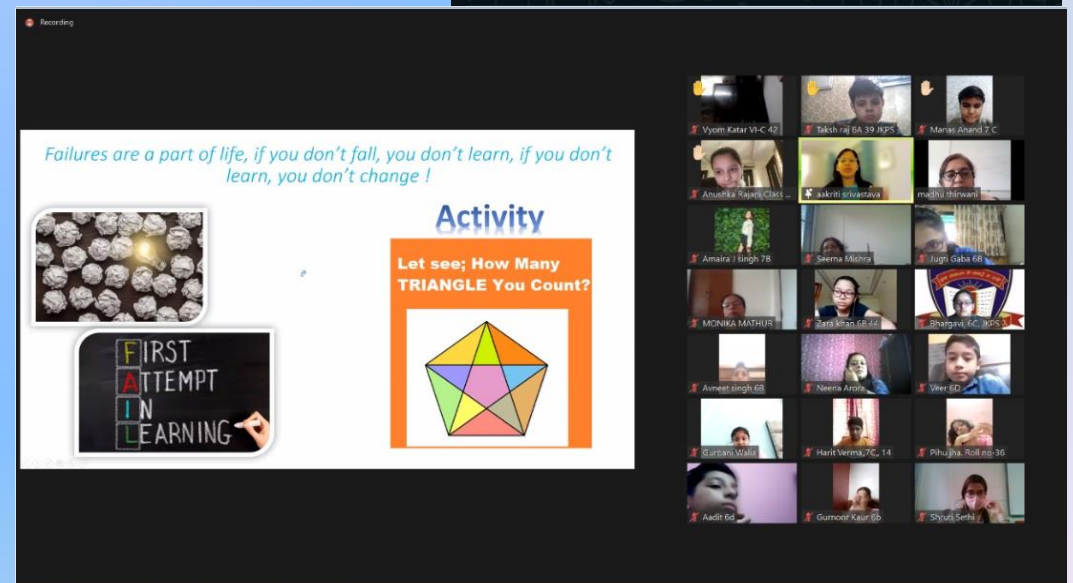 Recording
Failures are a part of life, if you don't fall, you don't learn, if you don't
learn, you don't change !
Activity
Let see; How Many
TRIANGLE You Count?
FIRST
ATTEMPT
IN
LEARNING
Vyom Katar VI-C 42
Taksh raj 6A 39 JKPS
Manas Anand 7 C
Anushka Rajani Class ...
aakriti srivastava
madhu thirwani
Amaira J singh 7B
Seema Mishra
Jugti Gaba 6B
MONIKA MATHUR
Zara khan 6B 44
Bhargavi, 6C, JKPS
Avneet singh 6B
Neena Arora
Veer 6D
Gurbani Walia
Harit Verma,7C,, 14
Pihu jha. Roll no-36
Aadit 6d
Gurnoor Kaur 6b
Shruti Sethi